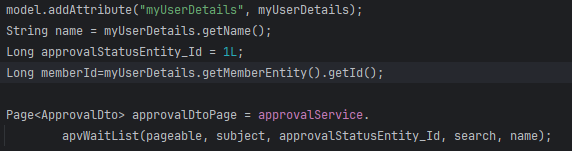 model.addAttribute("myUserDetails", myUserDetails);
String name = myUserDetails.getName();
Long approvalStatusEntity_Id = 1L;
Long memberId=myUserDetails.getMemberEntity().getId();
Page<ApprovalDto> approvalDtoPage = approvalService.
apvWaitList(pageable, subject, approvalStatusEntity_Id, search, name);